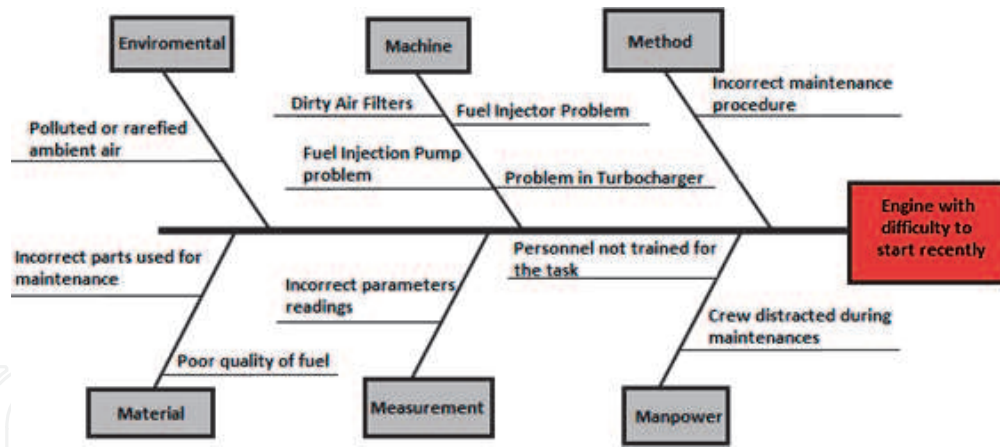 Enviromental
Machine
Method
Dirty Air Filters
Fuel Injector Problem
Incorrect maintenance
procedure
Polluted or rarefied
ambient air
Fuel Injection Pump
problem
Problem in Turbocharger
Engine with
difficulty to
start recently
Incorrect parts used for
maintenance
Incorrect parameters
readings
Personnel not trained for
the task
Poor quality of fuel
Crew distracted during
maintenances
Material
Measurement
Manpower